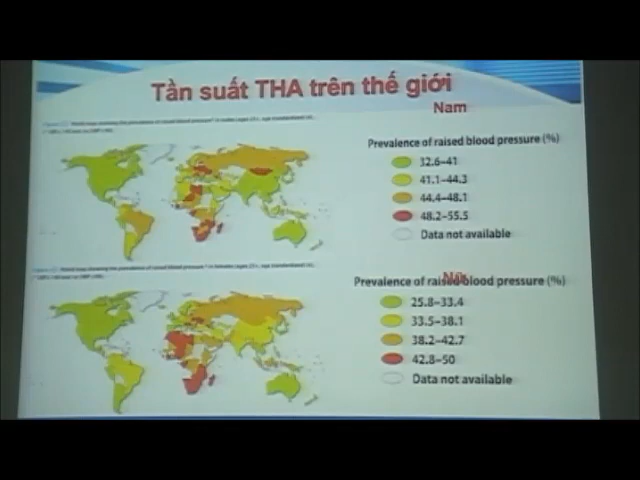 Tần suất THA trên thế giới
Nam
Prevalence of raised blood pressure (%)
32.6–41
41.1–44.3
44.4–48.1
48.2–55.5
Data not available
Nữ
Prevalence of raised blood pressure (%)
25.8–33.4
33.5–38.1
38.2–42.7
42.8–50
Data not available